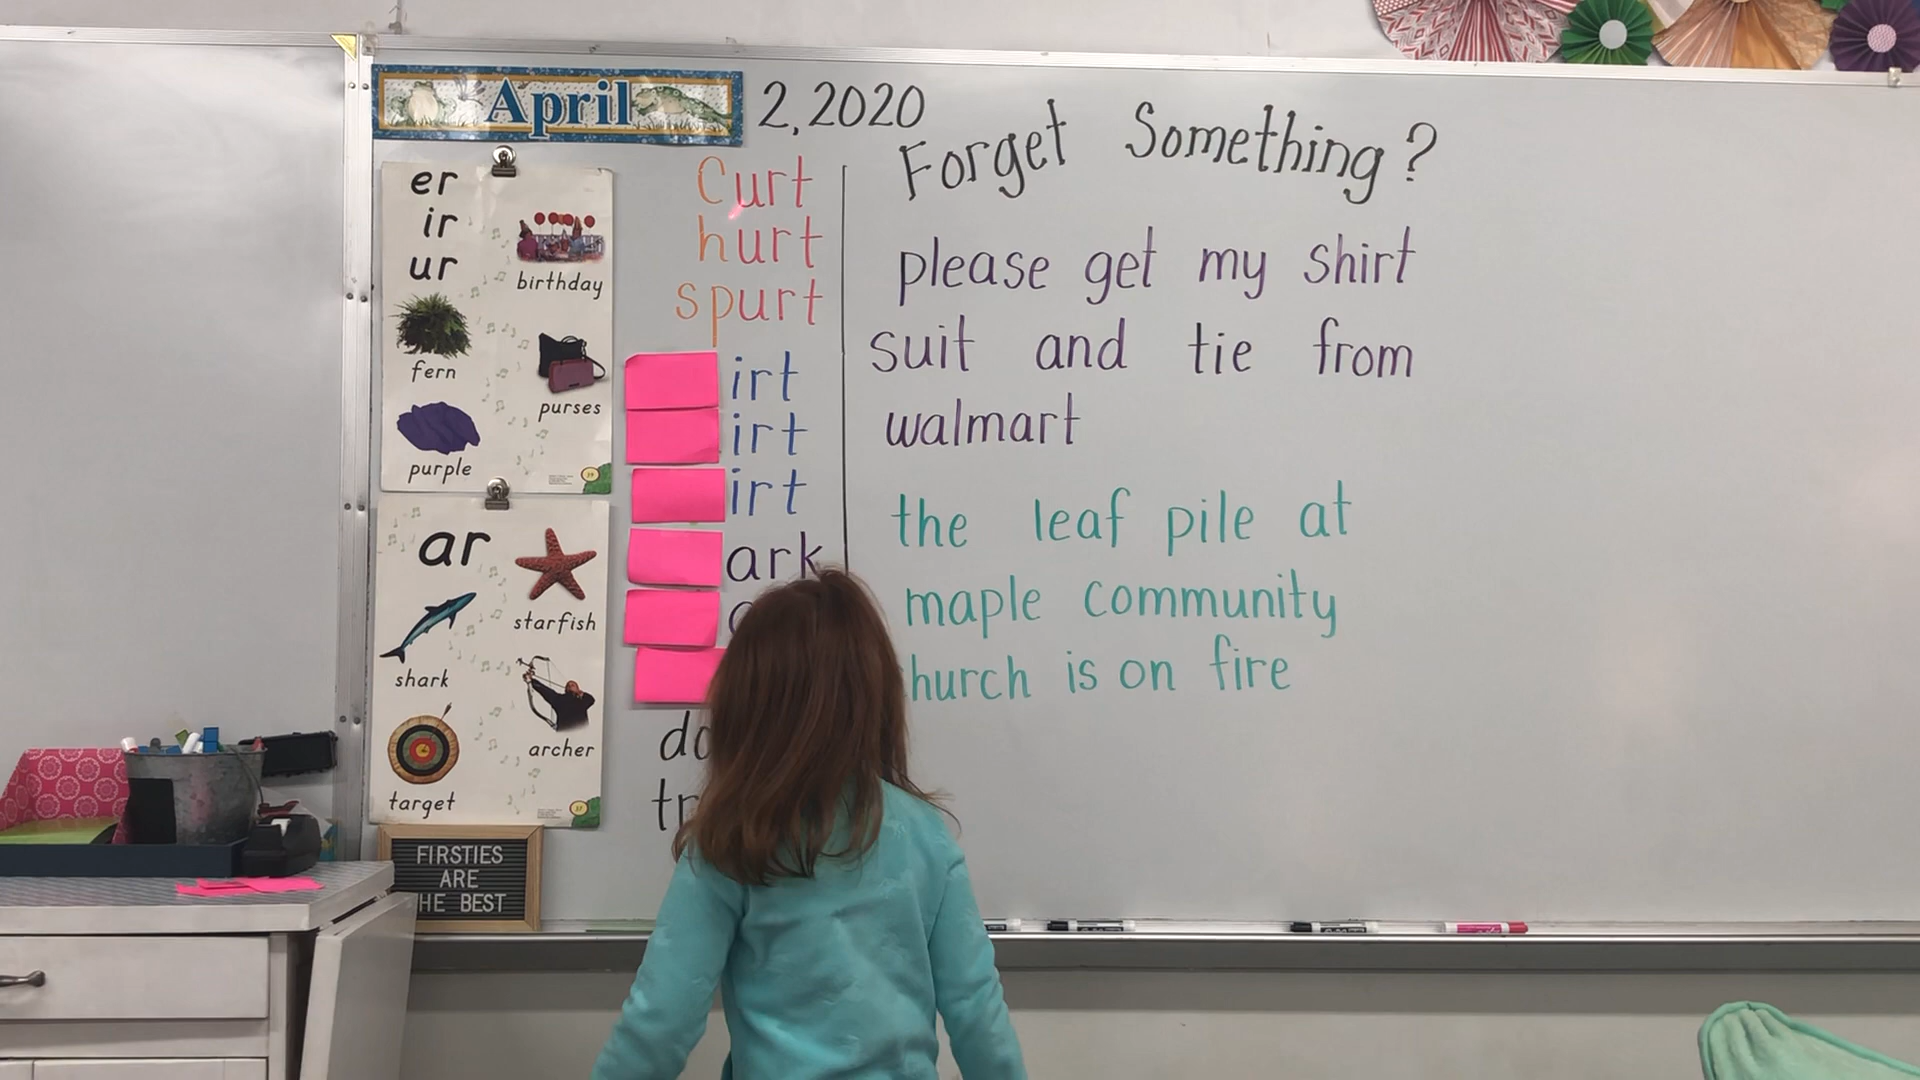 April 2, 2020
er
ir
ur
birthday
fern
purses
purple
ar
starfish
shark
archer
target
FIRSTIES
ARE
HE BEST
Curt
hurt
spurt
irt
irt
irt
ark
Forget Something?
please get my shirt
suit and tie from
walmart
the leaf pile at
maple community
hurch is on fire